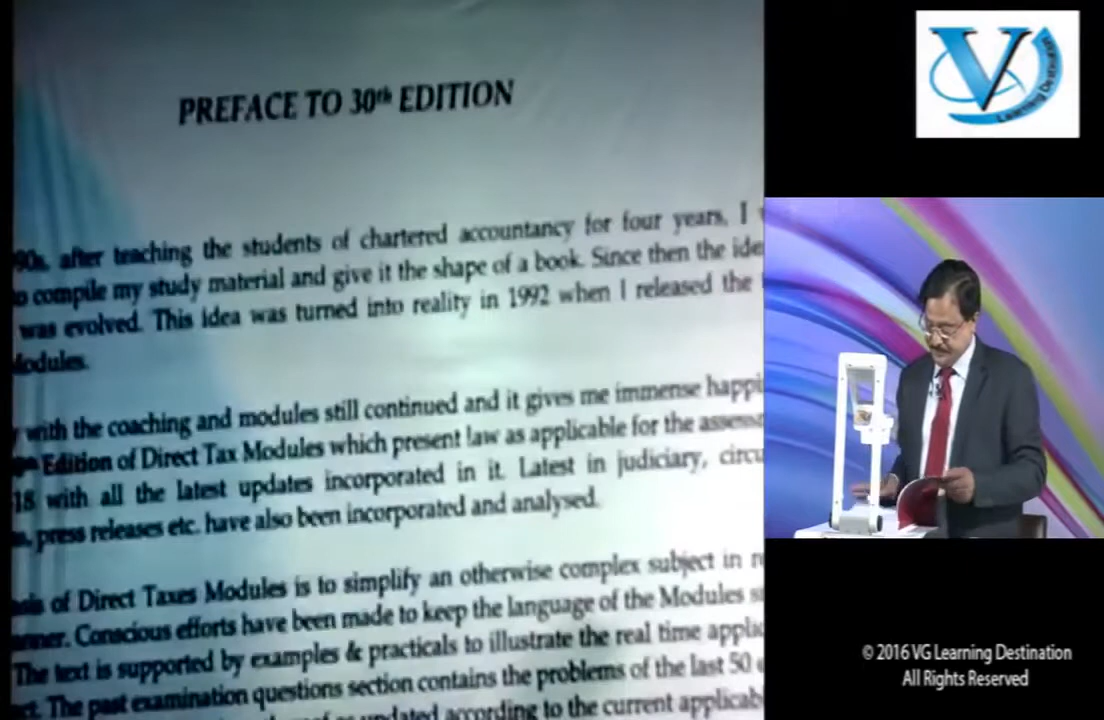 PREFACE TO 30th EDITION
after teaching the students of chartered accountancy for four years, I
compile my study material and give it the shape of a book. Since then the
was evolved. This idea was turned into reality in 1992 when I released the
Modules.
with the coaching and modules still continued and it gives me immense
Edition of Direct Tax Modules which present law as applicable for the
18 with all the latest updates incorporated in it. Latest in judiciary,
press releases etc. have also been incorporated and analysed.
of Direct Taxes Modules is to simplify an otherwise complex subject in
Conscious efforts have been made to keep the language of the Modules
The text is supported by examples & practicals to illustrate the real time
The past examination questions section contains the problems of the last 50
updated according to the current
V
Learning Destination
© 2016 VG Learning Destination
All Rights Reserved